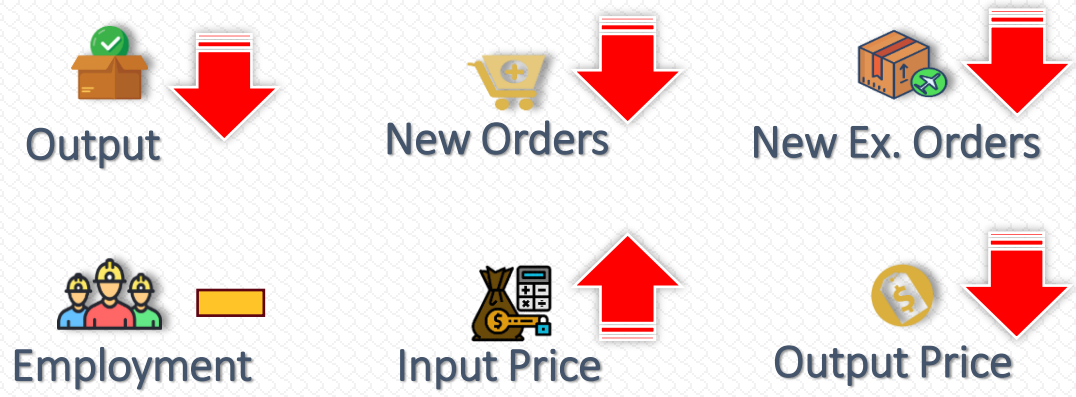 Output
New Orders
New Ex. Orders
Employment
Input Price
Output Price